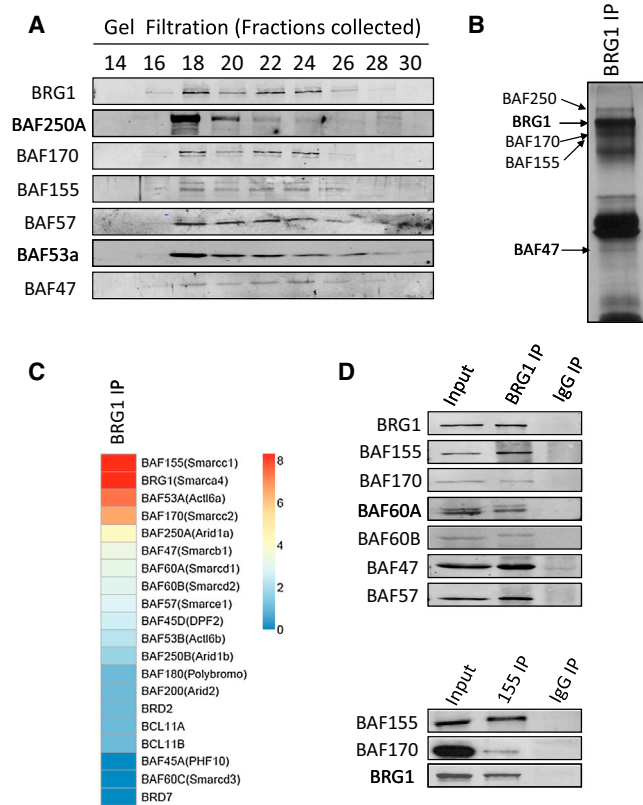 A
Gel Filtration (Fractions collected)
14 16 18 20 22 24 26 28 30
BRG1
BAF250A
BAF170
BAF155
BAF57
BAF53a
BAF47
B
BRG1 IP
BAF250
BRG1
BAF170
BAF155
BAF47
C
BRG1 IP
BAF155(Smarcc1)
BRG1(Smarca4)
BAF53A(Actl6a)
BAF170(Smarcc2)
BAF250A(Arid1a)
BAF47(Smarcb1)
BAF60A(Smarcd1)
BAF60B(Smarcd2)
BAF57(Smarce1)
BAF45D(DPF2)
BAF53B(Actl6b)
BAF250B(Arid1b)
BAF180(Polybromo)
BAF200(Arid2)
BRD2
BCL11A
BCL11B
BAF45A(PHF10)
BAF60C(Smarcd3)
BRD7
8
6
4
2
0
D
Input BRG1 IP IgG IP
BRG1
BAF155
BAF170
BAF60A
BAF60B
BAF47
BAF57
Input 155 IP IgG IP
BAF155
BAF170
BRG1